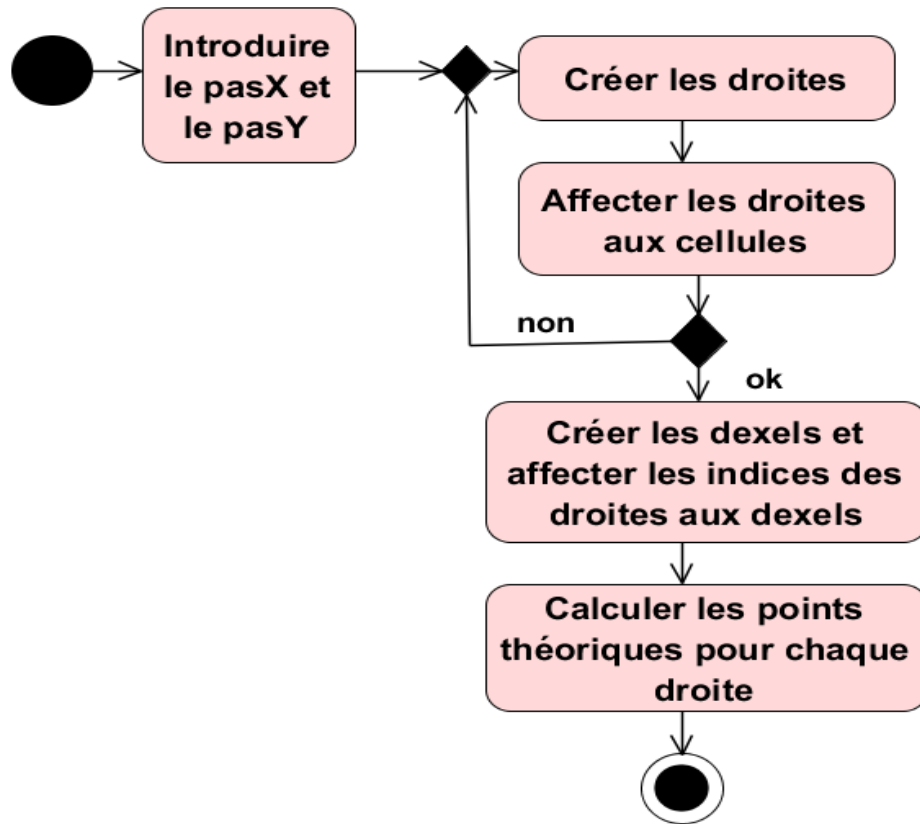 Introduire
le pasX et
le pasY
Créer les droites
Affecter les droites
aux cellules
non
ok
Créer les dexels et
affecter les indices des
droites aux dexels
Calculer les points
théoriques pour chaque
droite